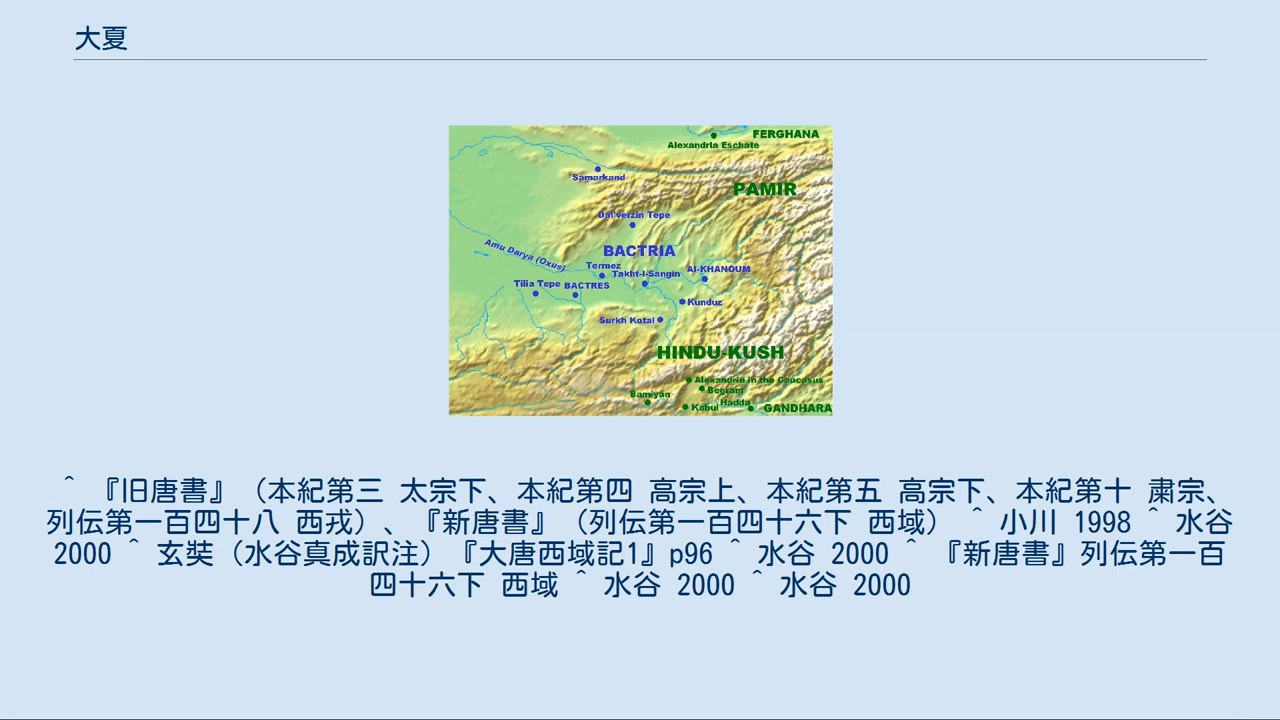 大夏
FERGHANA
Alexandria Eschate
Samarkand
PAMIR
Dal'verzin Tepe
BACTRIA
Amu Darya (Oxus)
Termez
Takht-I-Sangin
AI-KHANOUM
Tilia Tepe
BACTRES
Kunduz
Surkh Kotal
HINDU-KUSH
Alexandria in the Caucasus
Begram
Bamiyan
Kabul
Hadda
GANDHARA
^ 『旧唐書』（本紀第三 太宗下、本紀第四 高宗上、本紀第五 高宗下、本紀第十 粛宗、
列伝第一百四十八 西戎）、『新唐書』（列伝第一百四十六下 西域） ^ 小川 1998 ^ 水谷
2000 ^ 玄奘（水谷真成訳注）『大唐西域記1』p96 ^ 水谷 2000 ^ 『新唐書』列伝第一百
四十六下 西域 ^ 水谷 2000 ^ 水谷 2000